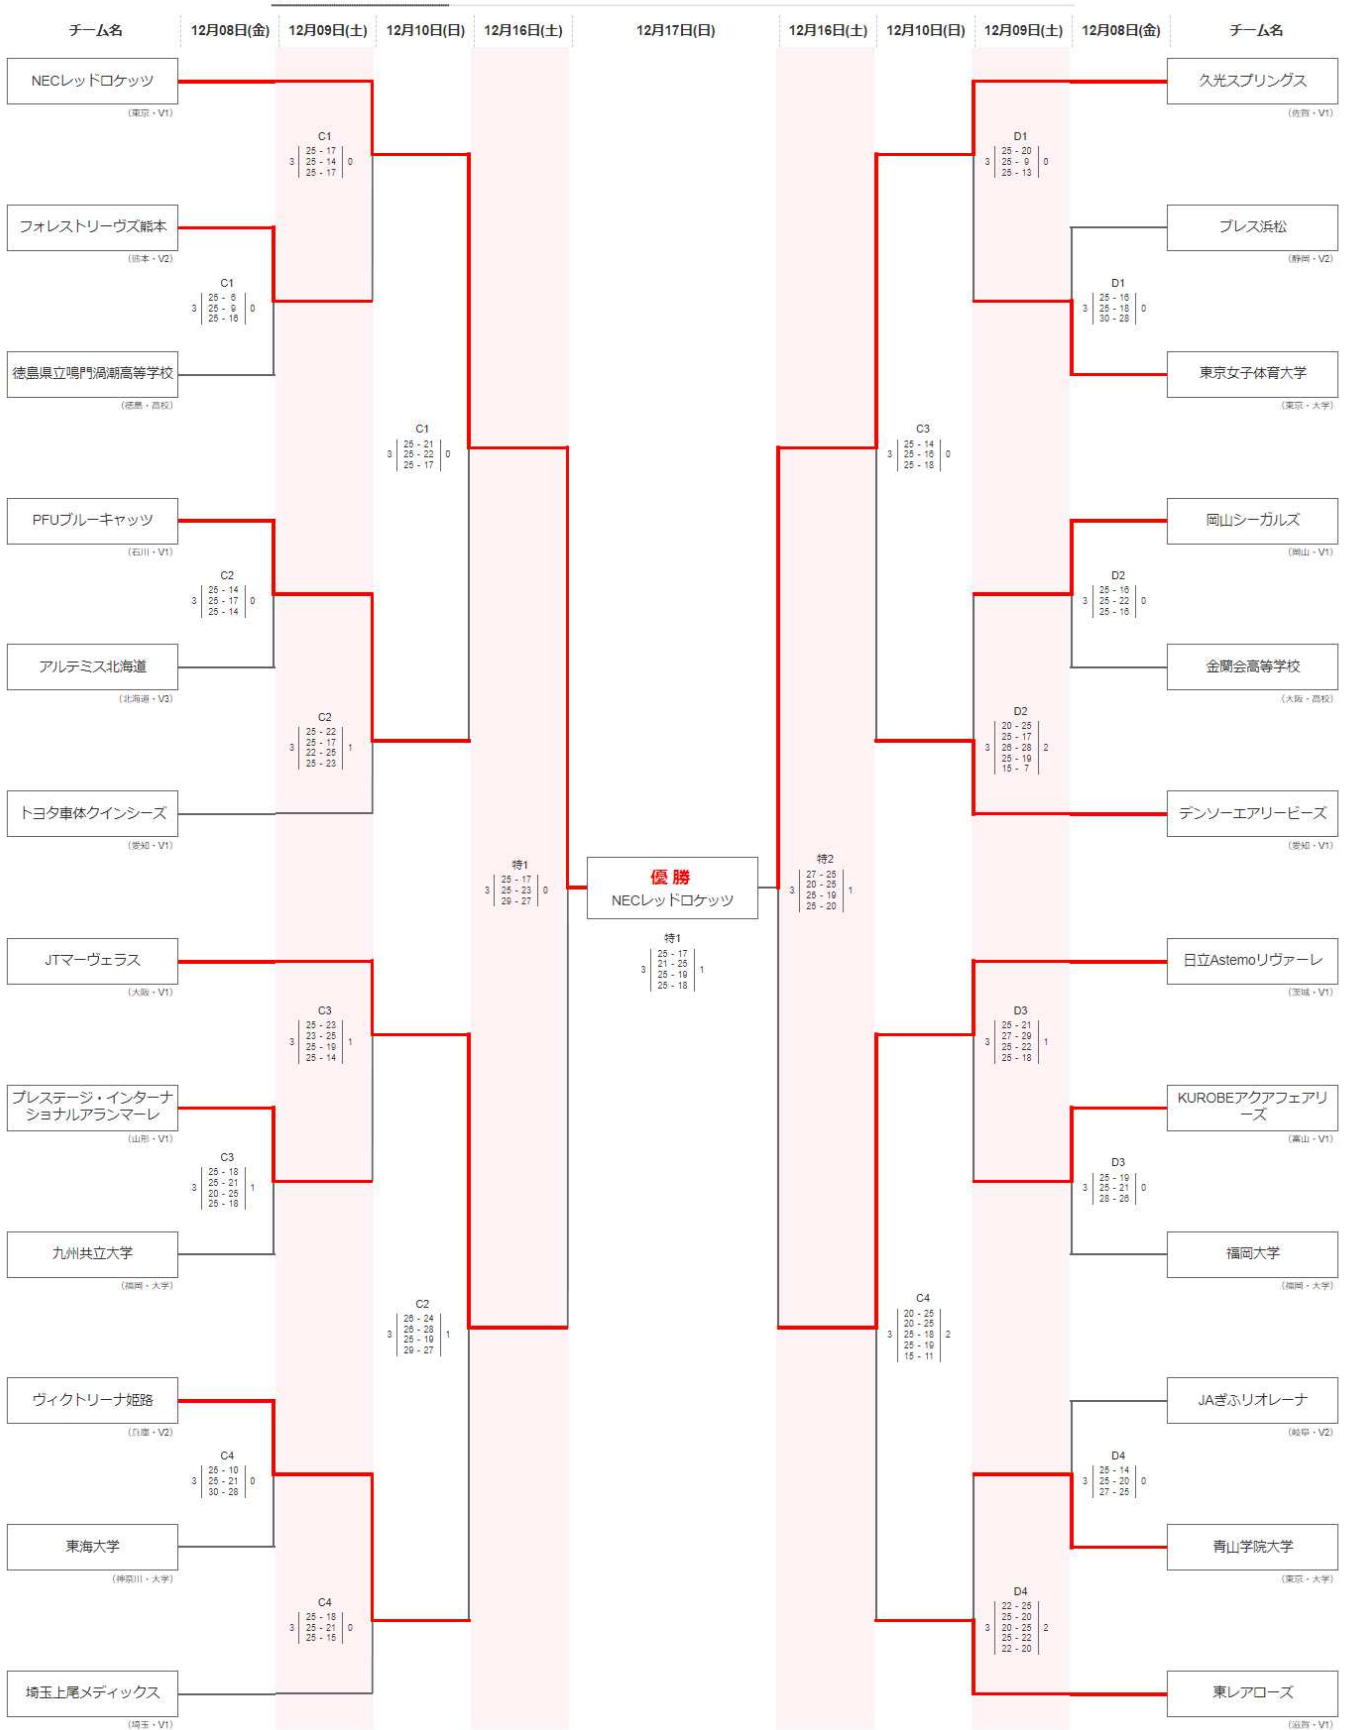 チーム名 12月08日(金) 12月09日(土) 12月10日(日) 12月16日(土) 12月17日(日) 12月16日(土) 12月10日(日) 12月09日(土) 12月08日(金) チーム名
NECレッドロケッツ
(東京・V1)
C1
3 25 - 17 0
25 - 14
25 - 17
フォレストリーヴズ熊本
(熊本・V2)
C1
3 25 - 6 0
25 - 9
25 - 16
徳島県立鳴門渦潮高等学校
(徳島・高校)
C1
3 25 - 21 0
25 - 22
25 - 17
PFUブルーキャッツ
(石川・V1)
C2
3 25 - 14 0
25 - 17
25 - 14
アルテミス北海道
(北海道・V3)
C2
3 25 - 22 1
25 - 17
22 - 25
25 - 23
トヨタ車体クインシーズ
(愛知・V1)
特1
3 25 - 17 0
25 - 23
29 - 27
JTマーヴェラス
(大阪・V1)
C3
3 25 - 23 1
23 - 25
25 - 19
25 - 14
プレステージ・インターナ
ショナルアランマーレ
(山形・V1)
C3
3 25 - 18 1
25 - 21
20 - 25
25 - 18
九州共立大学
(福岡・大学)
C2
3 26 - 24 1
26 - 28
25 - 19
29 - 27
ヴィクトリーナ姫路
(兵庫・V2)
C4
3 25 - 10 0
25 - 21
30 - 28
東海大学
(神奈川・大学)
C4
3 25 - 18 0
25 - 21
25 - 15
埼玉上尾メディックス
(埼玉・V1)
優勝
NECレッドロケッツ
特1
3 25 - 17 1
21 - 25
25 - 19
25 - 18
久光スプリングス
(佐賀・V1)
D1
3 25 - 20 0
25 - 9
25 - 13
ブレス浜松
(静岡・V2)
D1
3 25 - 16 0
25 - 18
30 - 28
東京女子体育大学
(東京・大学)
C3
3 25 - 14 0
25 - 16
25 - 18
岡山シーガルズ
(岡山・V1)
D2
3 25 - 16 0
25 - 22
25 - 16
金蘭会高等学校
(大阪・高校)
D2
3 20 - 25 2
25 - 17
26 - 28
25 - 19
15 - 7
デンソーエアリービーズ
(愛知・V1)
特2
3 27 - 25 1
20 - 25
25 - 19
25 - 20
日立Astemoリヴァーレ
(茨城・V1)
D3
3 25 - 21 1
27 - 29
25 - 22
25 - 18
KUROBEアクアフェアリ
ーズ
(富山・V1)
D3
3 25 - 19 0
25 - 21
28 - 26
福岡大学
(福岡・大学)
C4
3 20 - 25 2
20 - 25
25 - 18
25 - 19
15 - 11
JAぎふリオレーナ
(岐阜・V2)
D4
3 25 - 14 0
25 - 20
27 - 25
青山学院大学
(東京・大学)
D4
3 22 - 25 2
25 - 20
20 - 25
25 - 22
22 - 20
東レアローズ
(滋賀・V1)